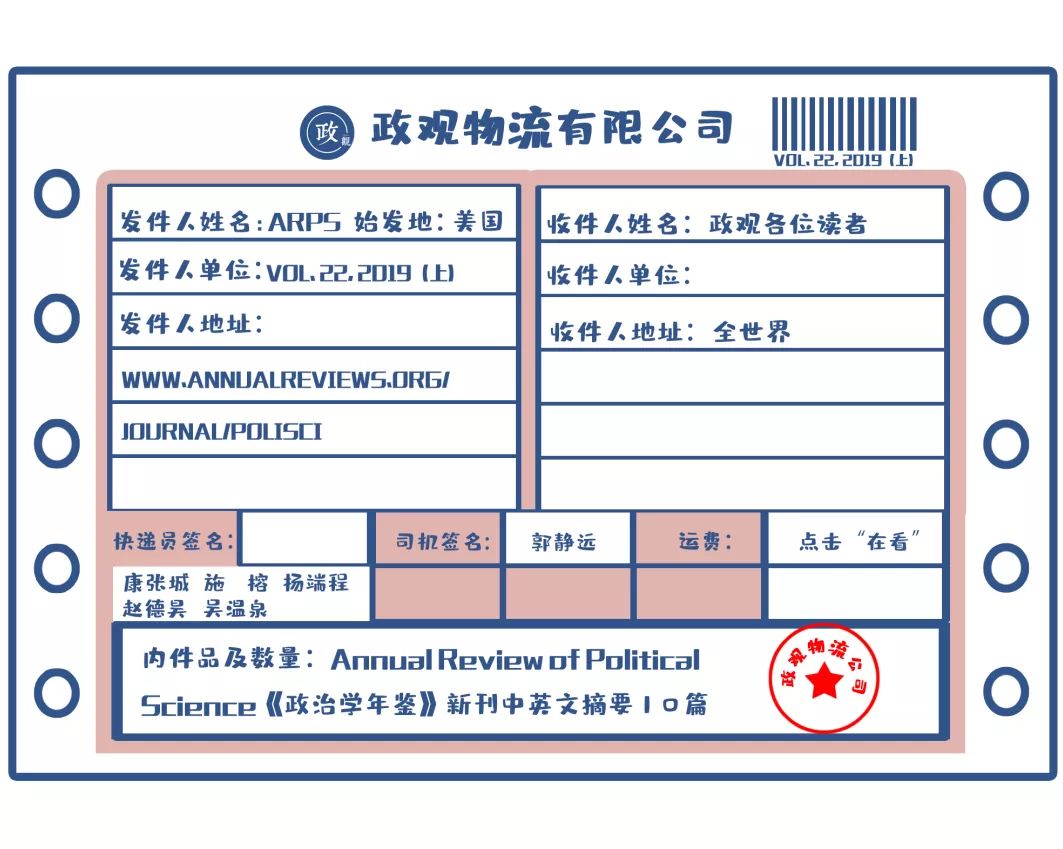 政觀
政观物流有限公司
VOL.22,2019 (上)
发件人姓名：ARPS 始发地：美国
发件人单位：VOL.22,2019 (上)
发件人地址：
WWW.ANNUALREVIEWS.ORG/
JOURNAL/POLISCI
收件人姓名：政观各位读者
收件人单位：
收件人地址：全世界
快递员签名：
司机签名：
郭静远
运费：
点击“在看”
康张城 施 榕 杨端程
赵德昊 吴温泉
内件品及数量：Annual Review of Political
Science《政治学年鉴》新刊中英文摘要10篇
政观物流公司